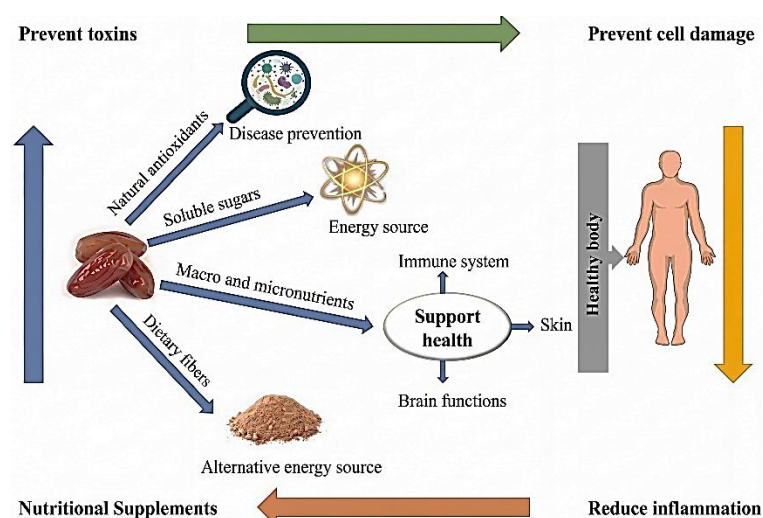 Prevent toxins
Prevent cell damage
Disease prevention
Natural antioxidants
Soluble sugars
Energy source
Macro and micronutrients
Immune system
Support
health
Skin
Brain functions
Healthy body
Dietary fibers
Alternative energy source
Nutritional Supplements
Reduce inflammation